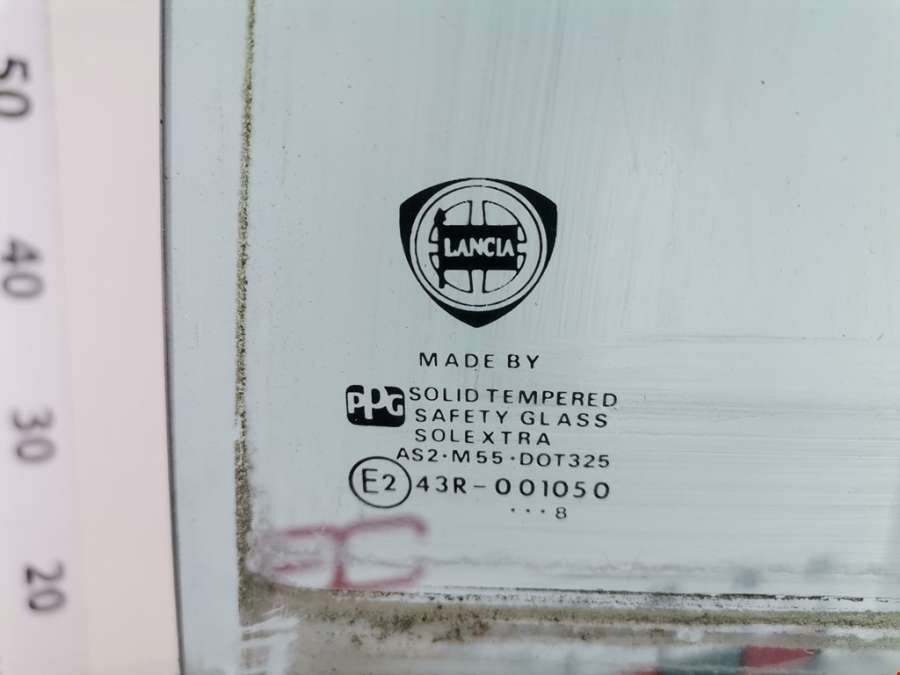 50
40
30
20
LANCIA
MADE BY
PPG SOLID TEMPERED
SAFETY GLASS
SOLEXTRA
AS2·M55·DOT325
E2 43R-001050
···8